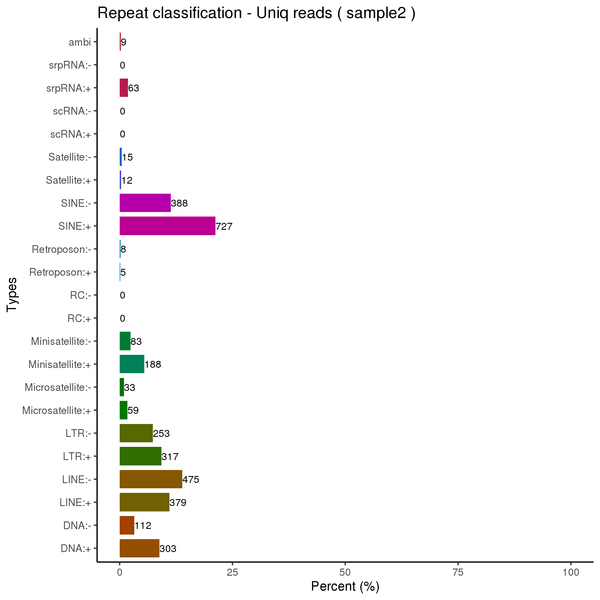 Repeat classification - Uniq reads ( sample2 )
ambi 9
srpRNA:- 0
srpRNA:+ 63
scRNA:- 0
scRNA:+ 0
Satellite:- 15
Satellite:+ 12
SINE:- 388
SINE:+ 727
Retroposon:- 8
Retroposon:+ 5
RC:- 0
RC:+ 0
Minisatellite:- 83
Minisatellite:+ 188
Microsatellite:- 33
Microsatellite:+ 59
LTR:- 253
LTR:+ 317
LINE:- 475
LINE:+ 379
DNA:- 112
DNA:+ 303
Types
0 25 50 75 100
Percent (%)